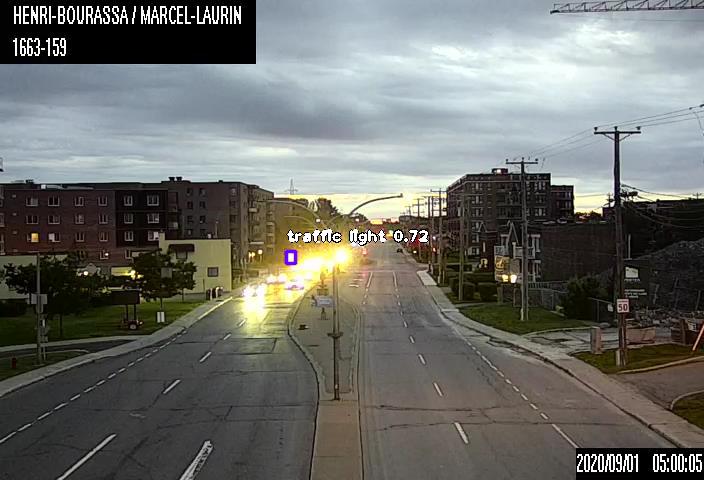 HENRI-BOURASSA / MARCEL-LAURIN
1663-159
traffic light 0.72
50
2020/09/01 05:00:05